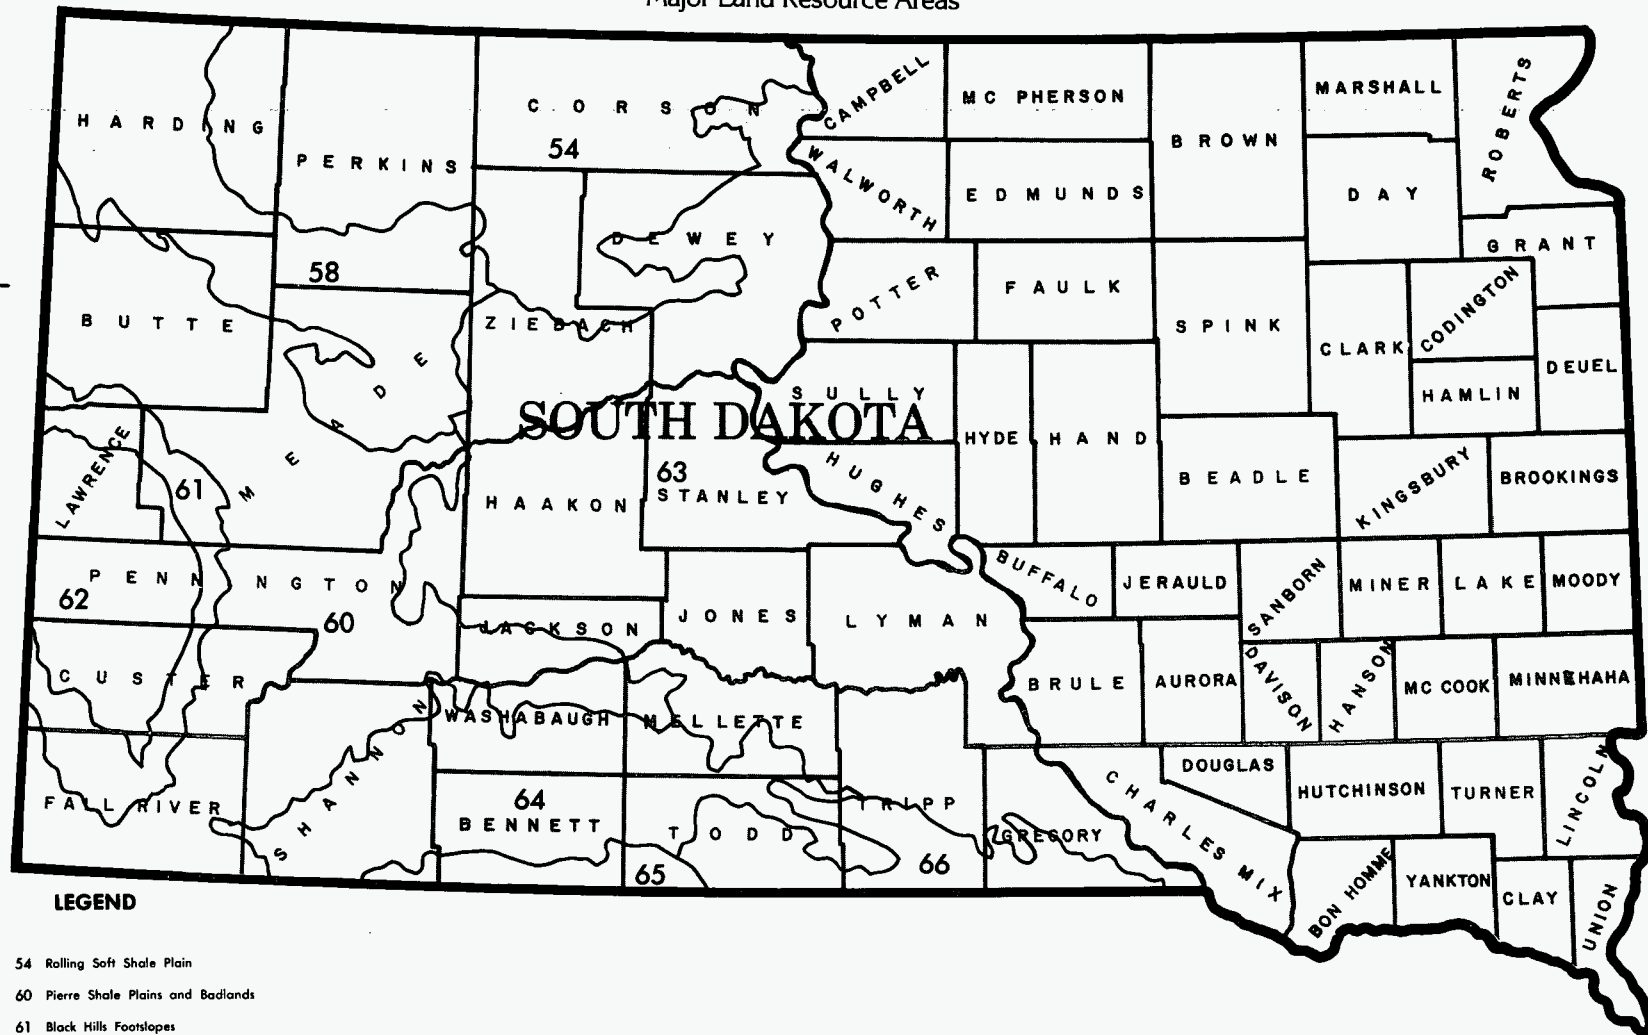 Major Land Resource Areas
HARDING
PERKINS
CORSON
54
CAMPBELL
MC PHERSON
BROWN
MARSHALL
ROBERTS
WALWORTH
EDMUNDS
DAY
GRANT
DEWEY
58
BUTTE
ZIEBACH
POTTER
FAULK
SPINK
CLARK
CODINGTON
DEUEL
HAMLIN
MEADE
SULLY
SOUTH DAKOTA
HYDE
HAND
LAWRENCE
61
HAAKON
63
STANLEY
HUGHES
BEADLE
KINGSBURY
BROOKINGS
PENNNGTON
62
60
JACKSON
JONES
LYMAN
BUFFALO
JERAULD
SANBORN
MINER
LAKE
MOODY
CUSTER
WASHABAUGH
MELLETTE
BRULE
AURORA
DAVISON
HANSON
MC COOK
MINNEHAHA
FALL RIVER
SHANNON
64
BENNETT
TODD
65
TRIPP
66
GREGORY
CHARLES MIX
DOUGLAS
HUTCHINSON
TURNER
LINCOLN
BON HOMME
YANKTON
CLAY
UNION
LEGEND
54 Rolling Soft Shale Plain
60 Pierre Shale Plains and Badlands
61 Black Hills Footslopes